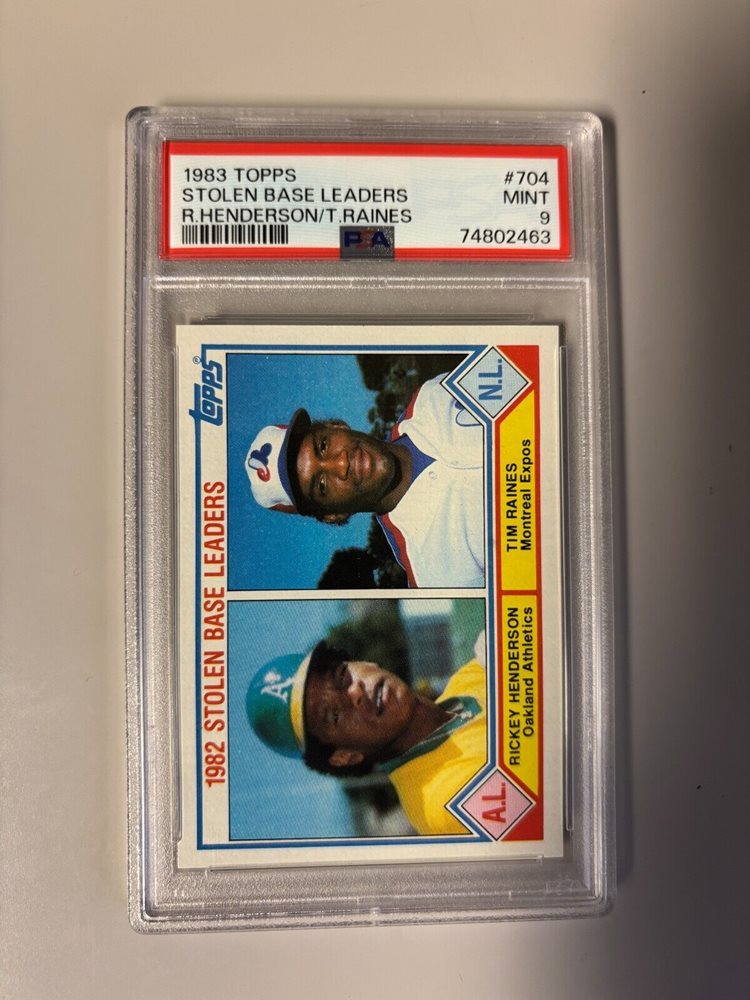 1983 TOPPS #704
STOLEN BASE LEADERS MINT
R.HENDERSON/T.RAINES 9
PSA 74802463
1982 STOLEN BASE LEADERS Topps®
A's
e
A.L.
RICKEY HENDERSON
Oakland Athletics
TIM RAINES
Montreal Expos
N.L.